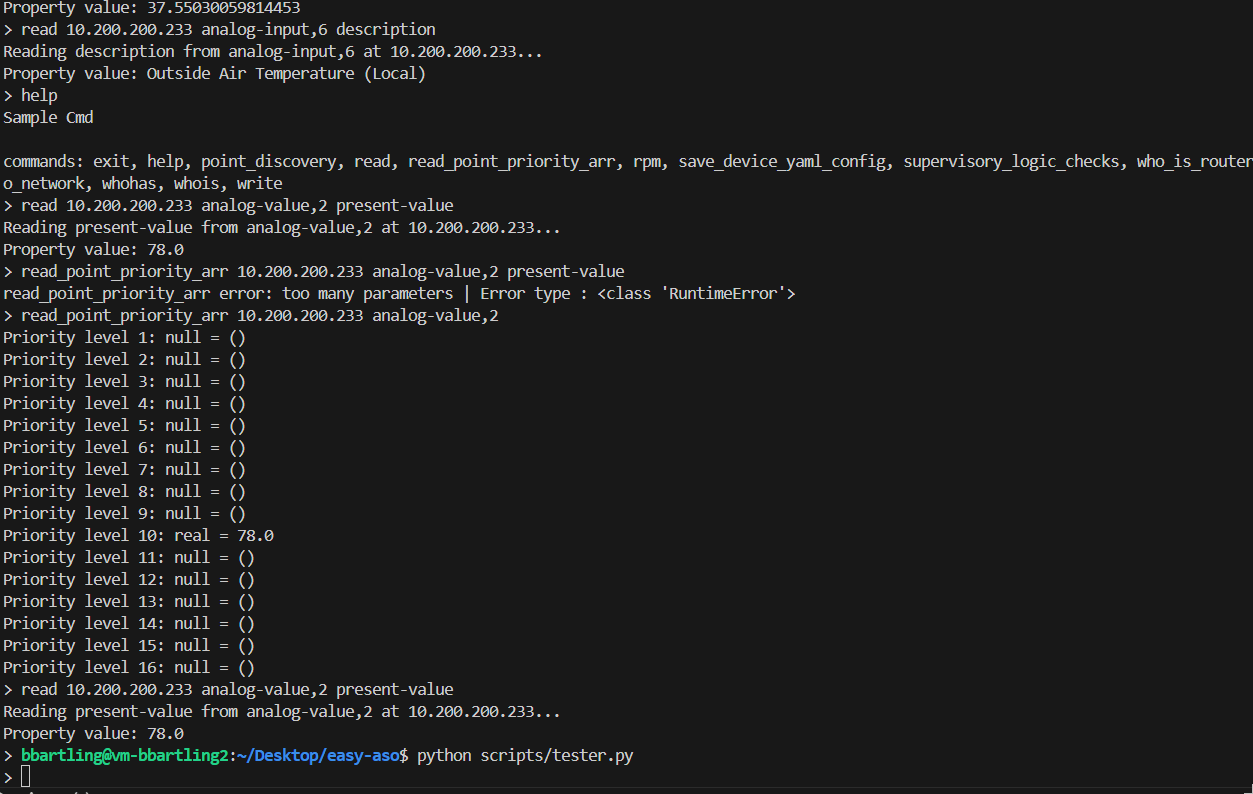 Property value: 37.55030059814453
> read 10.200.200.233 analog-input,6 description
Reading description from analog-input,6 at 10.200.200.233...
Property value: Outside Air Temperature (Local)
> help
Sample Cmd
commands: exit, help, point_discovery, read, read_point_priority_arr, rpm, save_device_yaml_config, supervisory_logic_checks, who_is_router
o_network, whohas, whois, write
> read 10.200.200.233 analog-value,2 present-value
Reading present-value from analog-value,2 at 10.200.200.233...
Property value: 78.0
> read_point_priority_arr 10.200.200.233 analog-value,2 present-value
read_point_priority_arr error: too many parameters | Error type : <class 'RuntimeError'>
> read_point_priority_arr 10.200.200.233 analog-value,2
Priority level 1: null = ()
Priority level 2: null = ()
Priority level 3: null = ()
Priority level 4: null = ()
Priority level 5: null = ()
Priority level 6: null = ()
Priority level 7: null = ()
Priority level 8: null = ()
Priority level 9: null = ()
Priority level 10: real = 78.0
Priority level 11: null = ()
Priority level 12: null = ()
Priority level 13: null = ()
Priority level 14: null = ()
Priority level 15: null = ()
Priority level 16: null = ()
> read 10.200.200.233 analog-value,2 present-value
Reading present-value from analog-value,2 at 10.200.200.233...
Property value: 78.0
> bbartling@vm-bbartling2:~/Desktop/easy-aso$ python scripts/tester.py
>